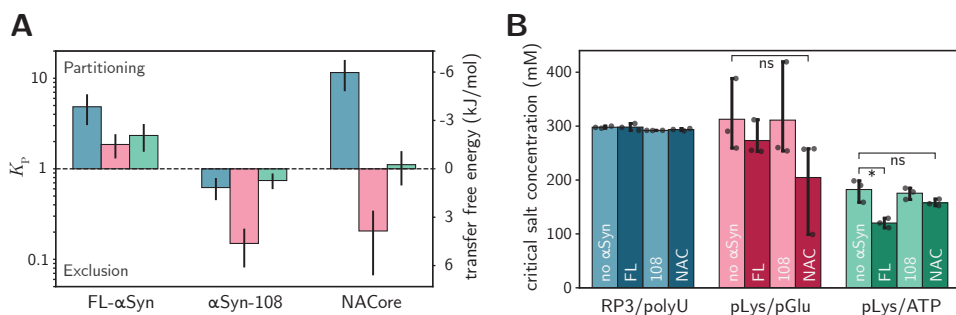 A
Partitioning
10
1
0.1
K_P
Exclusion
-6
-3
0
3
6
transfer free energy (kJ/mol)
FL-αSyn
αSyn-108
NACore
B
critical salt concentration (mM)
400
300
200
100
0
ns
ns
*
no αSyn
FL
108
NAC
no αSyn
FL
108
NAC
no αSyn
FL
108
NAC
RP3/polyU
pLys/pGlu
pLys/ATP